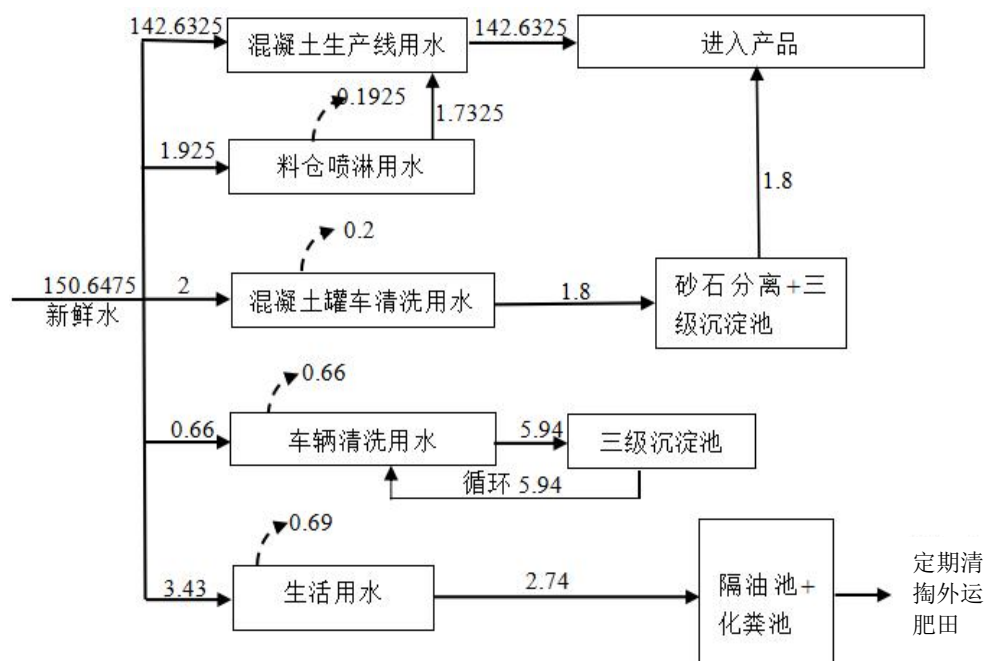 142.6325
混凝土生产线用水
142.6325
进入产品
0.1925
1.7325
1.925
料仓喷淋用水
1.8
0.2
150.6475
新鲜水
2
混凝土罐车清洗用水
1.8
砂石分离+三
级沉淀池
0.66
0.66
车辆清洗用水
5.94
三级沉淀池
循环 5.94
0.69
3.43
生活用水
2.74
隔油池+
化粪池
定期清
掏外运
肥田